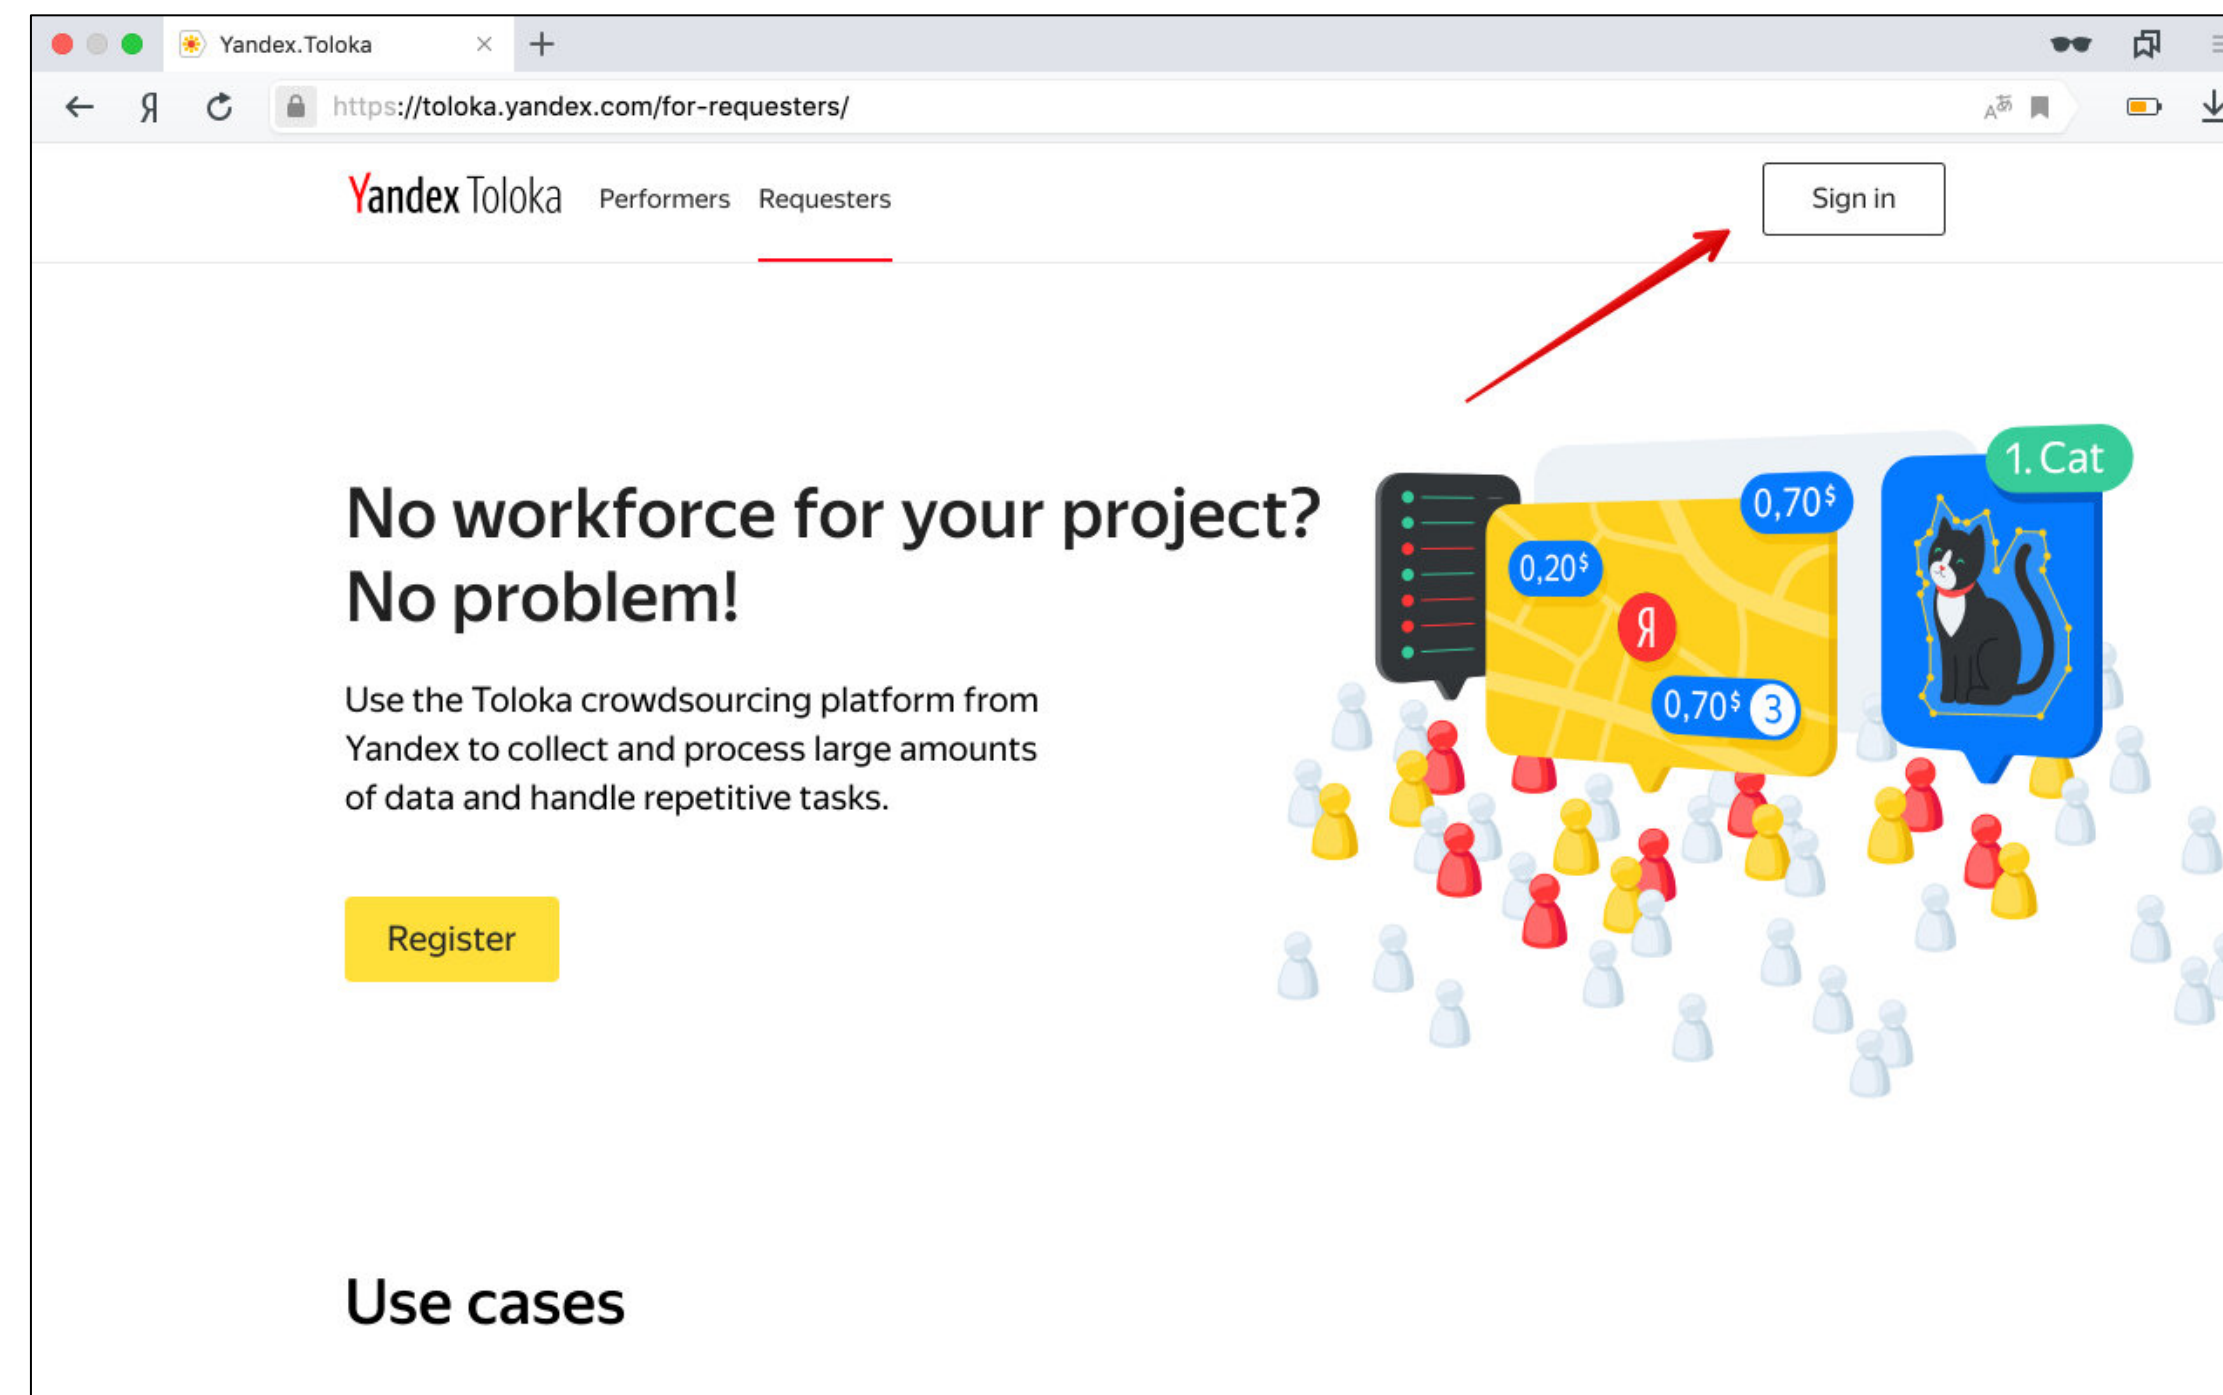 Yandex.Toloka
Я
https://toloka.yandex.com/for-requesters/
Aあ
Yandex Toloka Performers Requesters
Sign in
No workforce for your project?
No problem!
Use the Toloka crowdsourcing platform from
Yandex to collect and process large amounts
of data and handle repetitive tasks.
Register
1. Cat
0,70$
0,20$
Я
0,70$ 3
Use cases